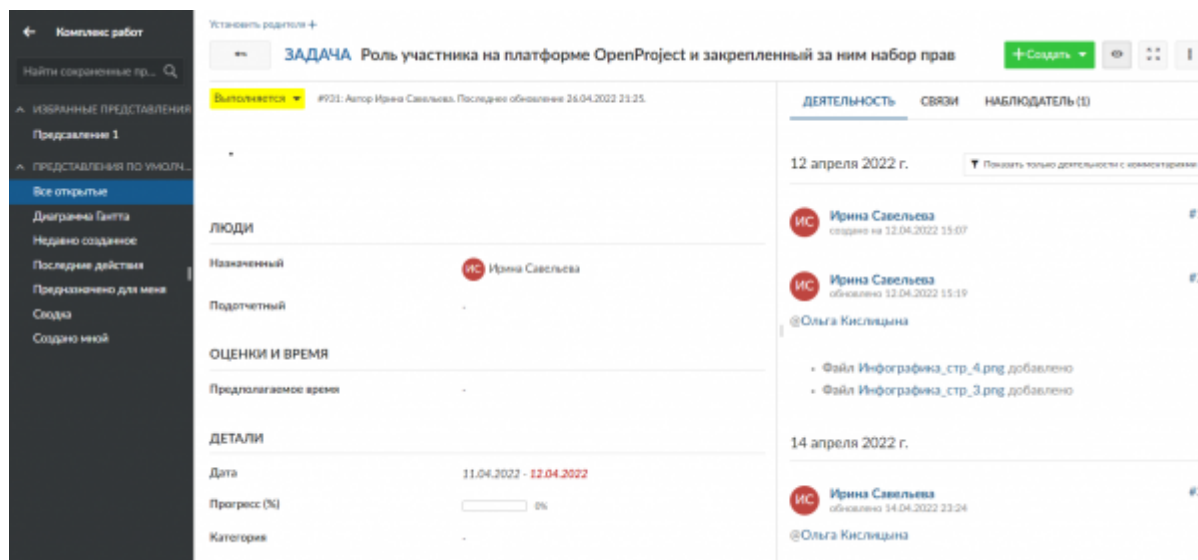 Комплекс работ
Найти сохраненные пр...
ИЗБРАННЫЕ ПРЕДСТАВЛЕНИЯ
Представление 1
ПРЕДСТАВЛЕНИЯ ПО УМОЛЧ...
Все открытые
Диаграмма Гантта
Недавно созданное
Последние действия
Предназначено для меня
Сводка
Создано мной
Установить родителя +
ЗАДАЧА Роль участника на платформе OpenProject и закрепленный за ним набор прав
+ Создать
Выполняется
#931: Автор Ирина Савельева. Последнее обновление 26.04.2022 21:25.
.
ЛЮДИ
Назначенный
ИС Ирина Савельева
Подотчетный
-
ОЦЕНКИ И ВРЕМЯ
Предполагаемое время
-
ДЕТАЛИ
Дата
11.04.2022 - 12.04.2022
Прогресс (%)
0%
Категория
-
ДЕЯТЕЛЬНОСТЬ СВЯЗИ НАБЛЮДАТЕЛЬ (1)
12 апреля 2022 г.
Показать только деятельности с комментариями
ИС Ирина Савельева #
создано на 12.04.2022 15:07
ИС Ирина Савельева #
обновлено 12.04.2022 15:19
@Ольга Кислицына
• Файл Инфографика_стр_4.png добавлено
• Файл Инфографика_стр_3.png добавлено
14 апреля 2022 г.
ИС Ирина Савельева #
обновлено 14.04.2022 23:24
@Ольга Кислицына